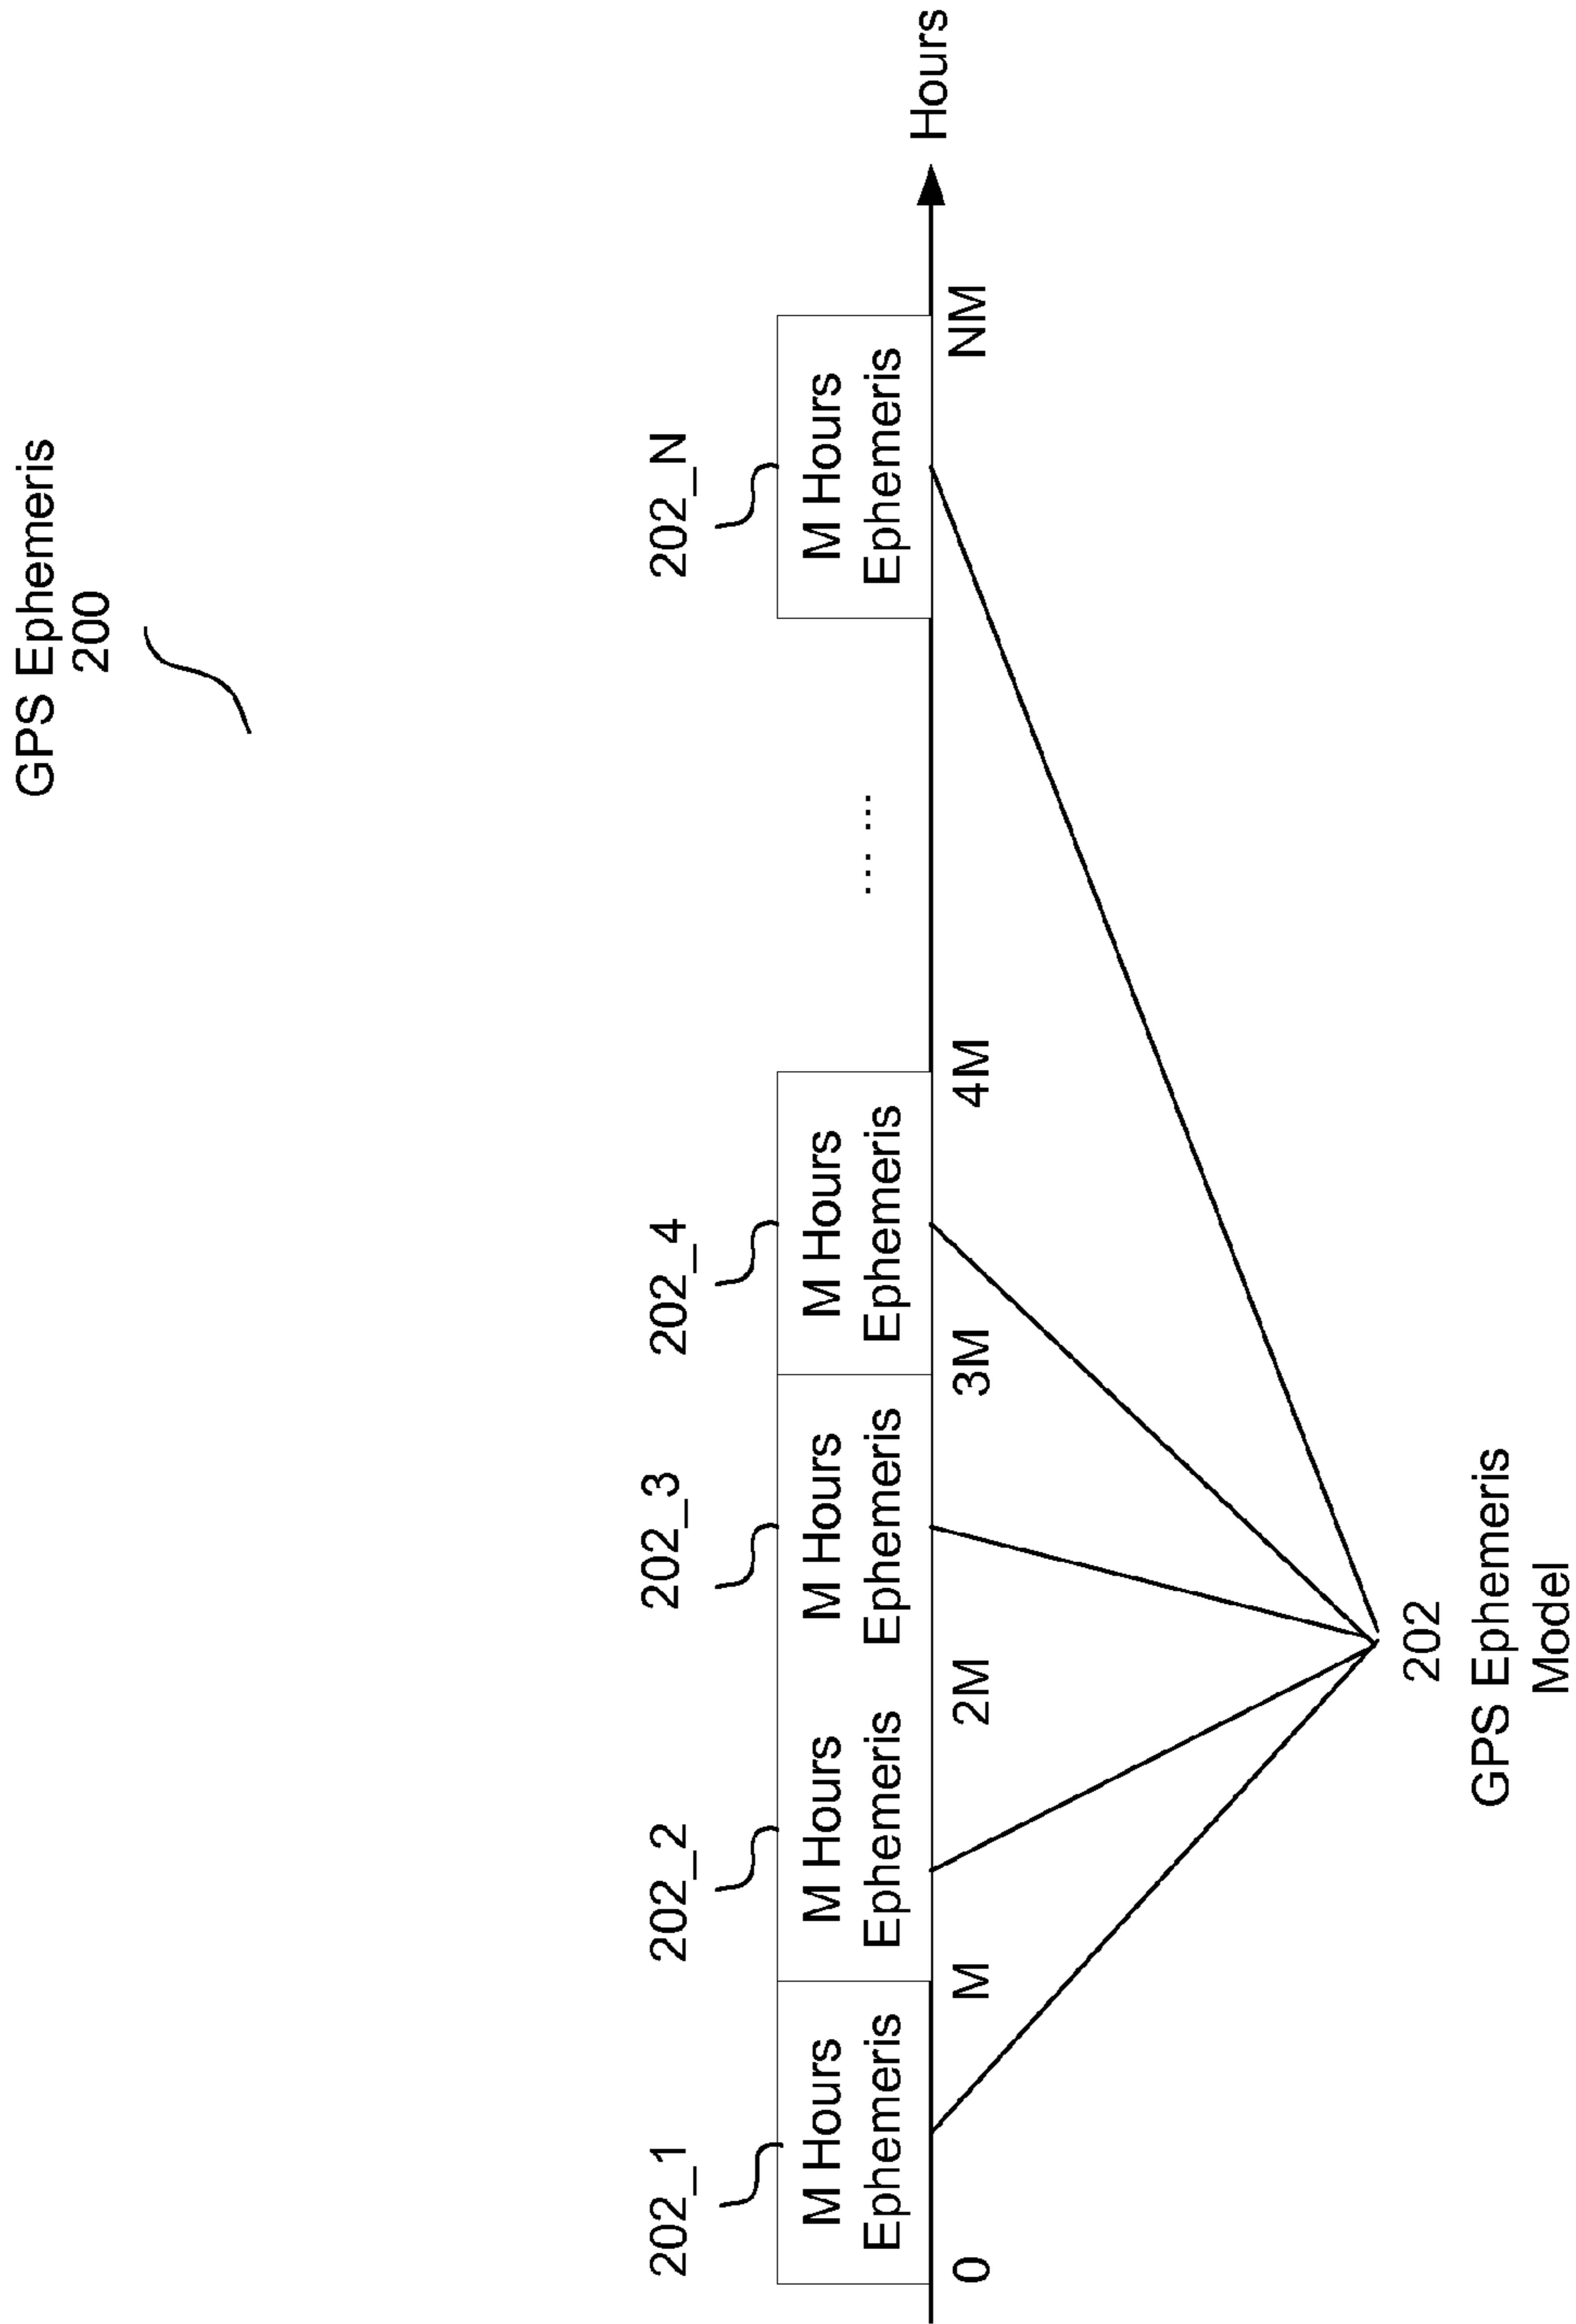 GPS Ephemeris
200
202_1
202_2
202_3
202_4
202_N
M Hours
Ephemeris
M Hours
Ephemeris
M Hours
Ephemeris
M Hours
Ephemeris
... ...
M Hours
Ephemeris
Hours
0
M
2M
3M
4M
NM
202
GPS Ephemeris
Model